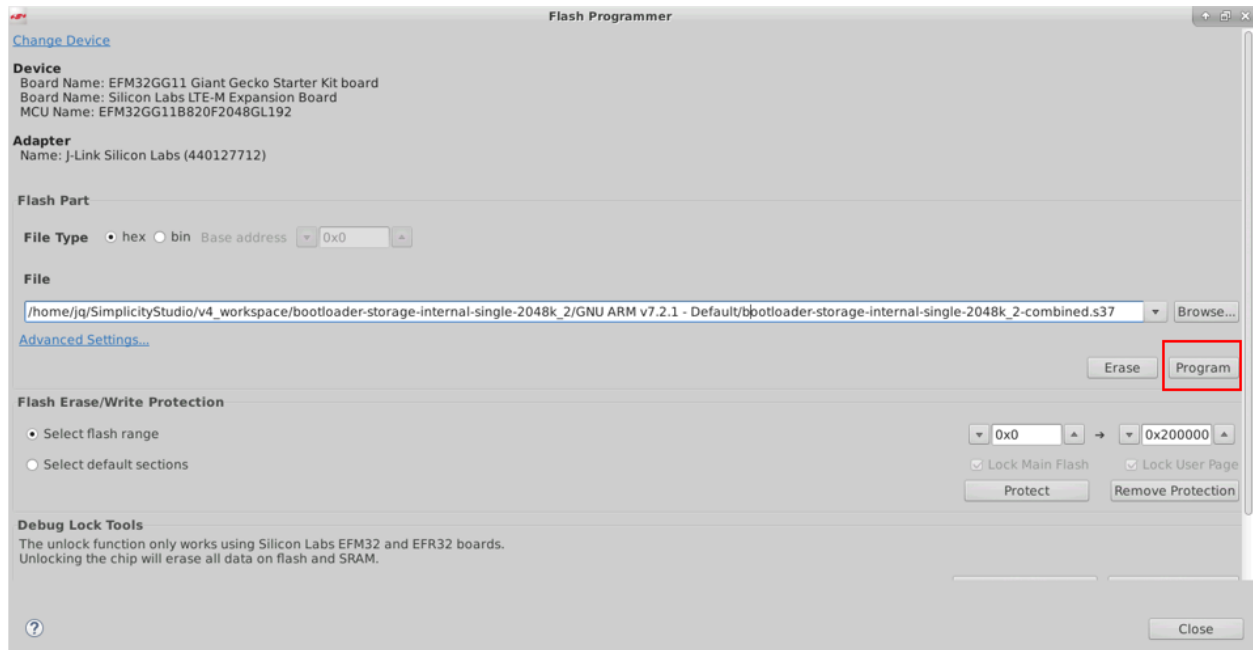 Flash Programmer
Change Device
Device
Board Name: EFM32GG11 Giant Gecko Starter Kit board
Board Name: Silicon Labs LTE-M Expansion Board
MCU Name: EFM32GG11B820F2048GL192
Adapter
Name: J-Link Silicon Labs (440127712)
Flash Part
File Type hex bin Base address 0x0
File
/home/jq/SimplicityStudio/v4_workspace/bootloader-storage-internal-single-2048k_2/GNU ARM v7.2.1 - Default/bootloader-storage-internal-single-2048k_2-combined.s37 Browse...
Advanced Settings...
Erase Program
Flash Erase/Write Protection
Select flash range 0x0 → 0x200000
Select default sections Lock Main Flash Lock User Page
Protect Remove Protection
Debug Lock Tools
The unlock function only works using Silicon Labs EFM32 and EFR32 boards.
Unlocking the chip will erase all data on flash and SRAM.
? Close